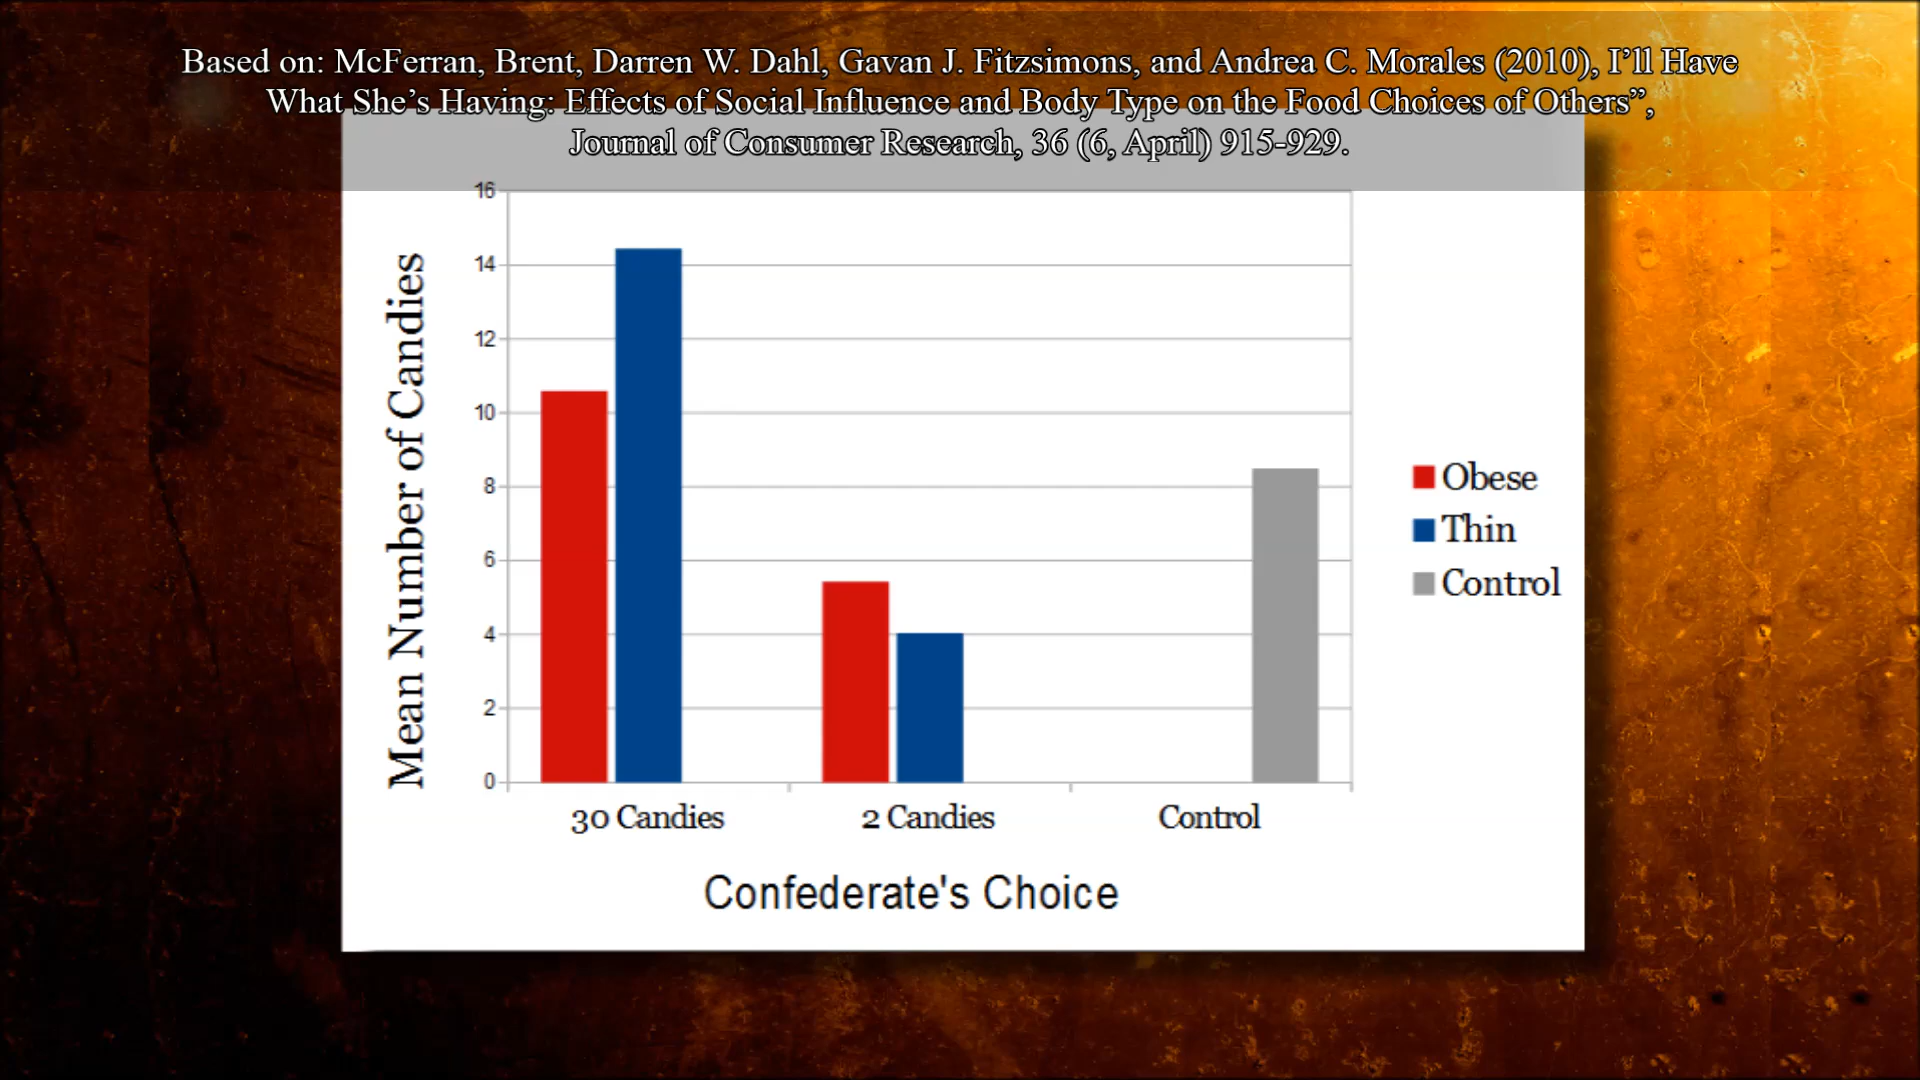 Based on: McFerran, Brent, Darren W. Dahl, Gavan J. Fitzsimons, and Andrea C. Morales (2010), I’ll Have
What She’s Having: Effects of Social Influence and Body Type on the Food Choices of Others”,
Journal of Consumer Research, 36 (6, April) 915-929.
16
14
12
10
8
6
4
2
0
Mean Number of Candies
30 Candies
2 Candies
Control
Confederate's Choice
Obese
Thin
Control